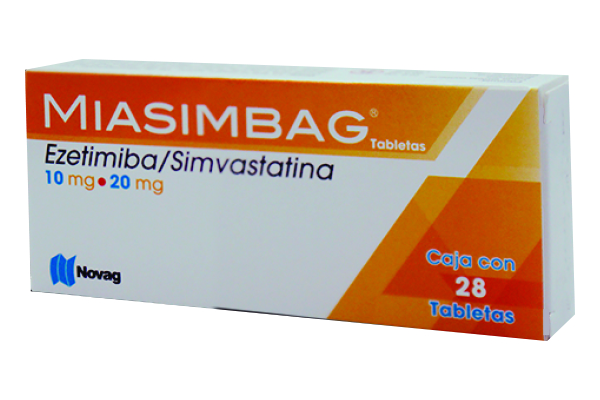 MIASIMBAG®
Tabletas
Ezetimiba/Simvastatina
10 mg • 20 mg
Novag
Caja con
28
Tabletas